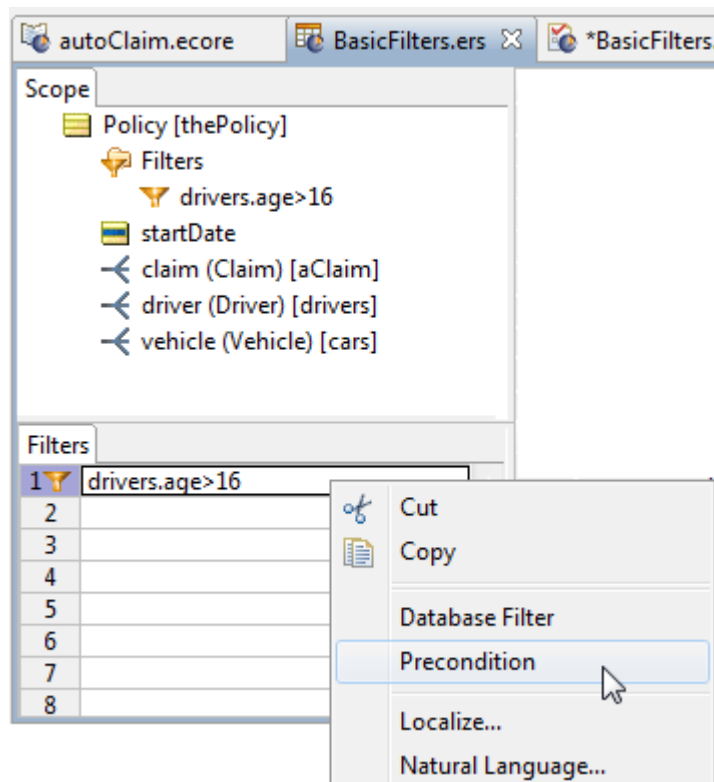 autoClaim.ecore BasicFilters.ers *BasicFilters.
Scope
Policy [thePolicy]
Filters
drivers.age>16
startDate
claim (Claim) [aClaim]
driver (Driver) [drivers]
vehicle (Vehicle) [cars]
Filters
1 drivers.age>16
2
3
4
5
6
7
8
Cut
Copy
Database Filter
Precondition
Localize...
Natural Language...